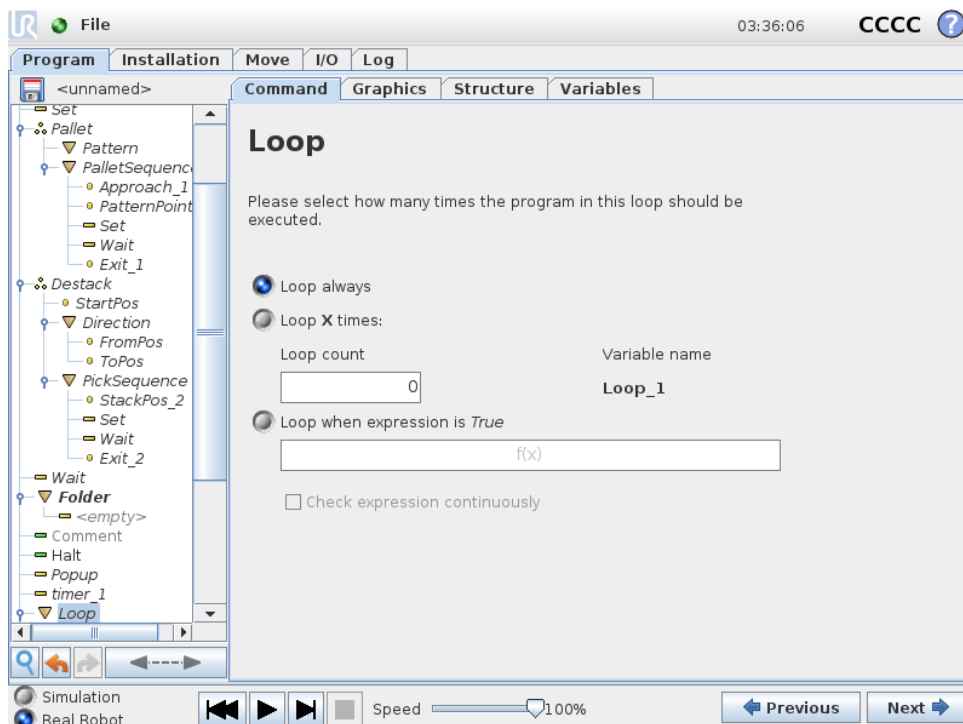 UR File 03:36:06 CCCC ?
Program Installation Move I/O Log
<unnamed> Command Graphics Structure Variables
Set
Pallet
Pattern
PalletSequenc
Approach_1
PatternPoint
Set
Wait
Exit_1
Destack
StartPos
Direction
FromPos
ToPos
PickSequence
StackPos_2
Set
Wait
Exit_2
Wait
Folder
<empty>
Comment
Halt
Popup
timer_1
Loop
Loop
Please select how many times the program in this loop should be
executed.
Loop always
Loop X times:
Loop count Variable name
0 Loop_1
Loop when expression is True
f(x)
Check expression continuously
Simulation
Real Robot
Speed 100% Previous Next